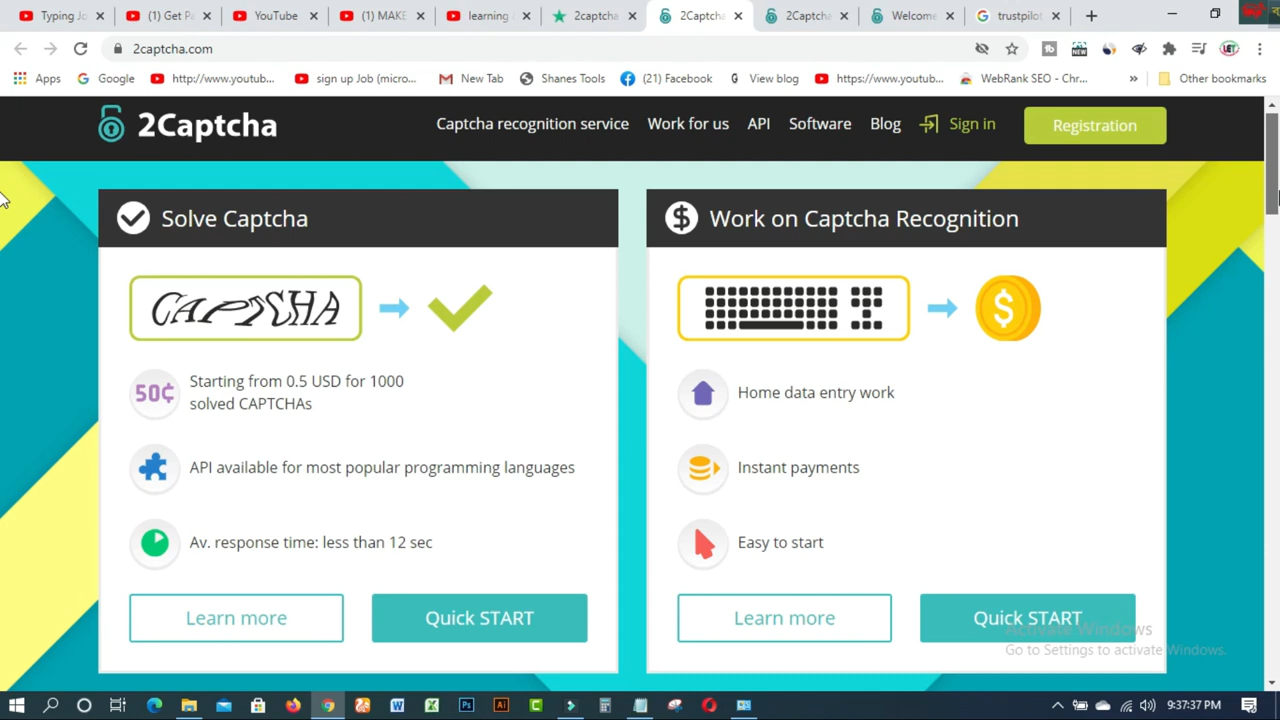 Typing Jo
(1) Get P
YouTube
(1) MAKE
learning
2captcha
2Captcha
2Captch
Welcome
trustpilot
2captcha.com
Apps
Google
http://www.youtub...
sign up Job (micro...
New Tab
Shanes Tools
(21) Facebook
View blog
https://www.youtub...
WebRank SEO - Chr...
»
Other bookmarks
2Captcha
Captcha recognition service
Work for us
API
Software
Blog
Sign in
Registration
Solve Captcha
CAPTCHA
50¢
Starting from 0.5 USD for 1000
solved CAPTCHAs
API available for most popular programming languages
Av. response time: less than 12 sec
Learn more
Quick START
Work on Captcha Recognition
$
Home data entry work
Instant payments
Easy to start
Learn more
Quick START
Activate Windows
Go to Settings to activate Windows.
9:37:37 PM